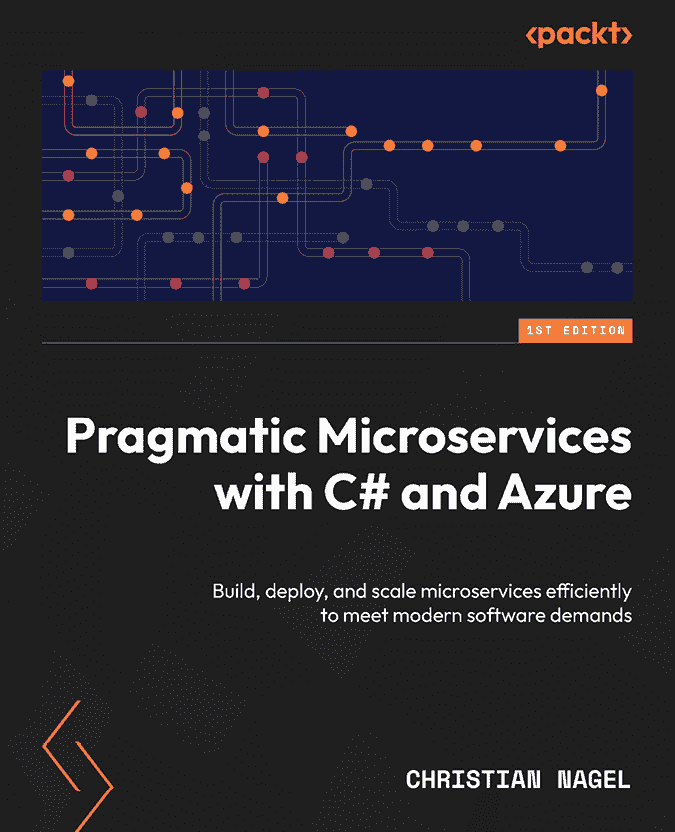 <packt>
1ST EDITION
Pragmatic Microservices
with C# and Azure
Build, deploy, and scale microservices efficiently
to meet modern software demands
CHRISTIAN NAGEL